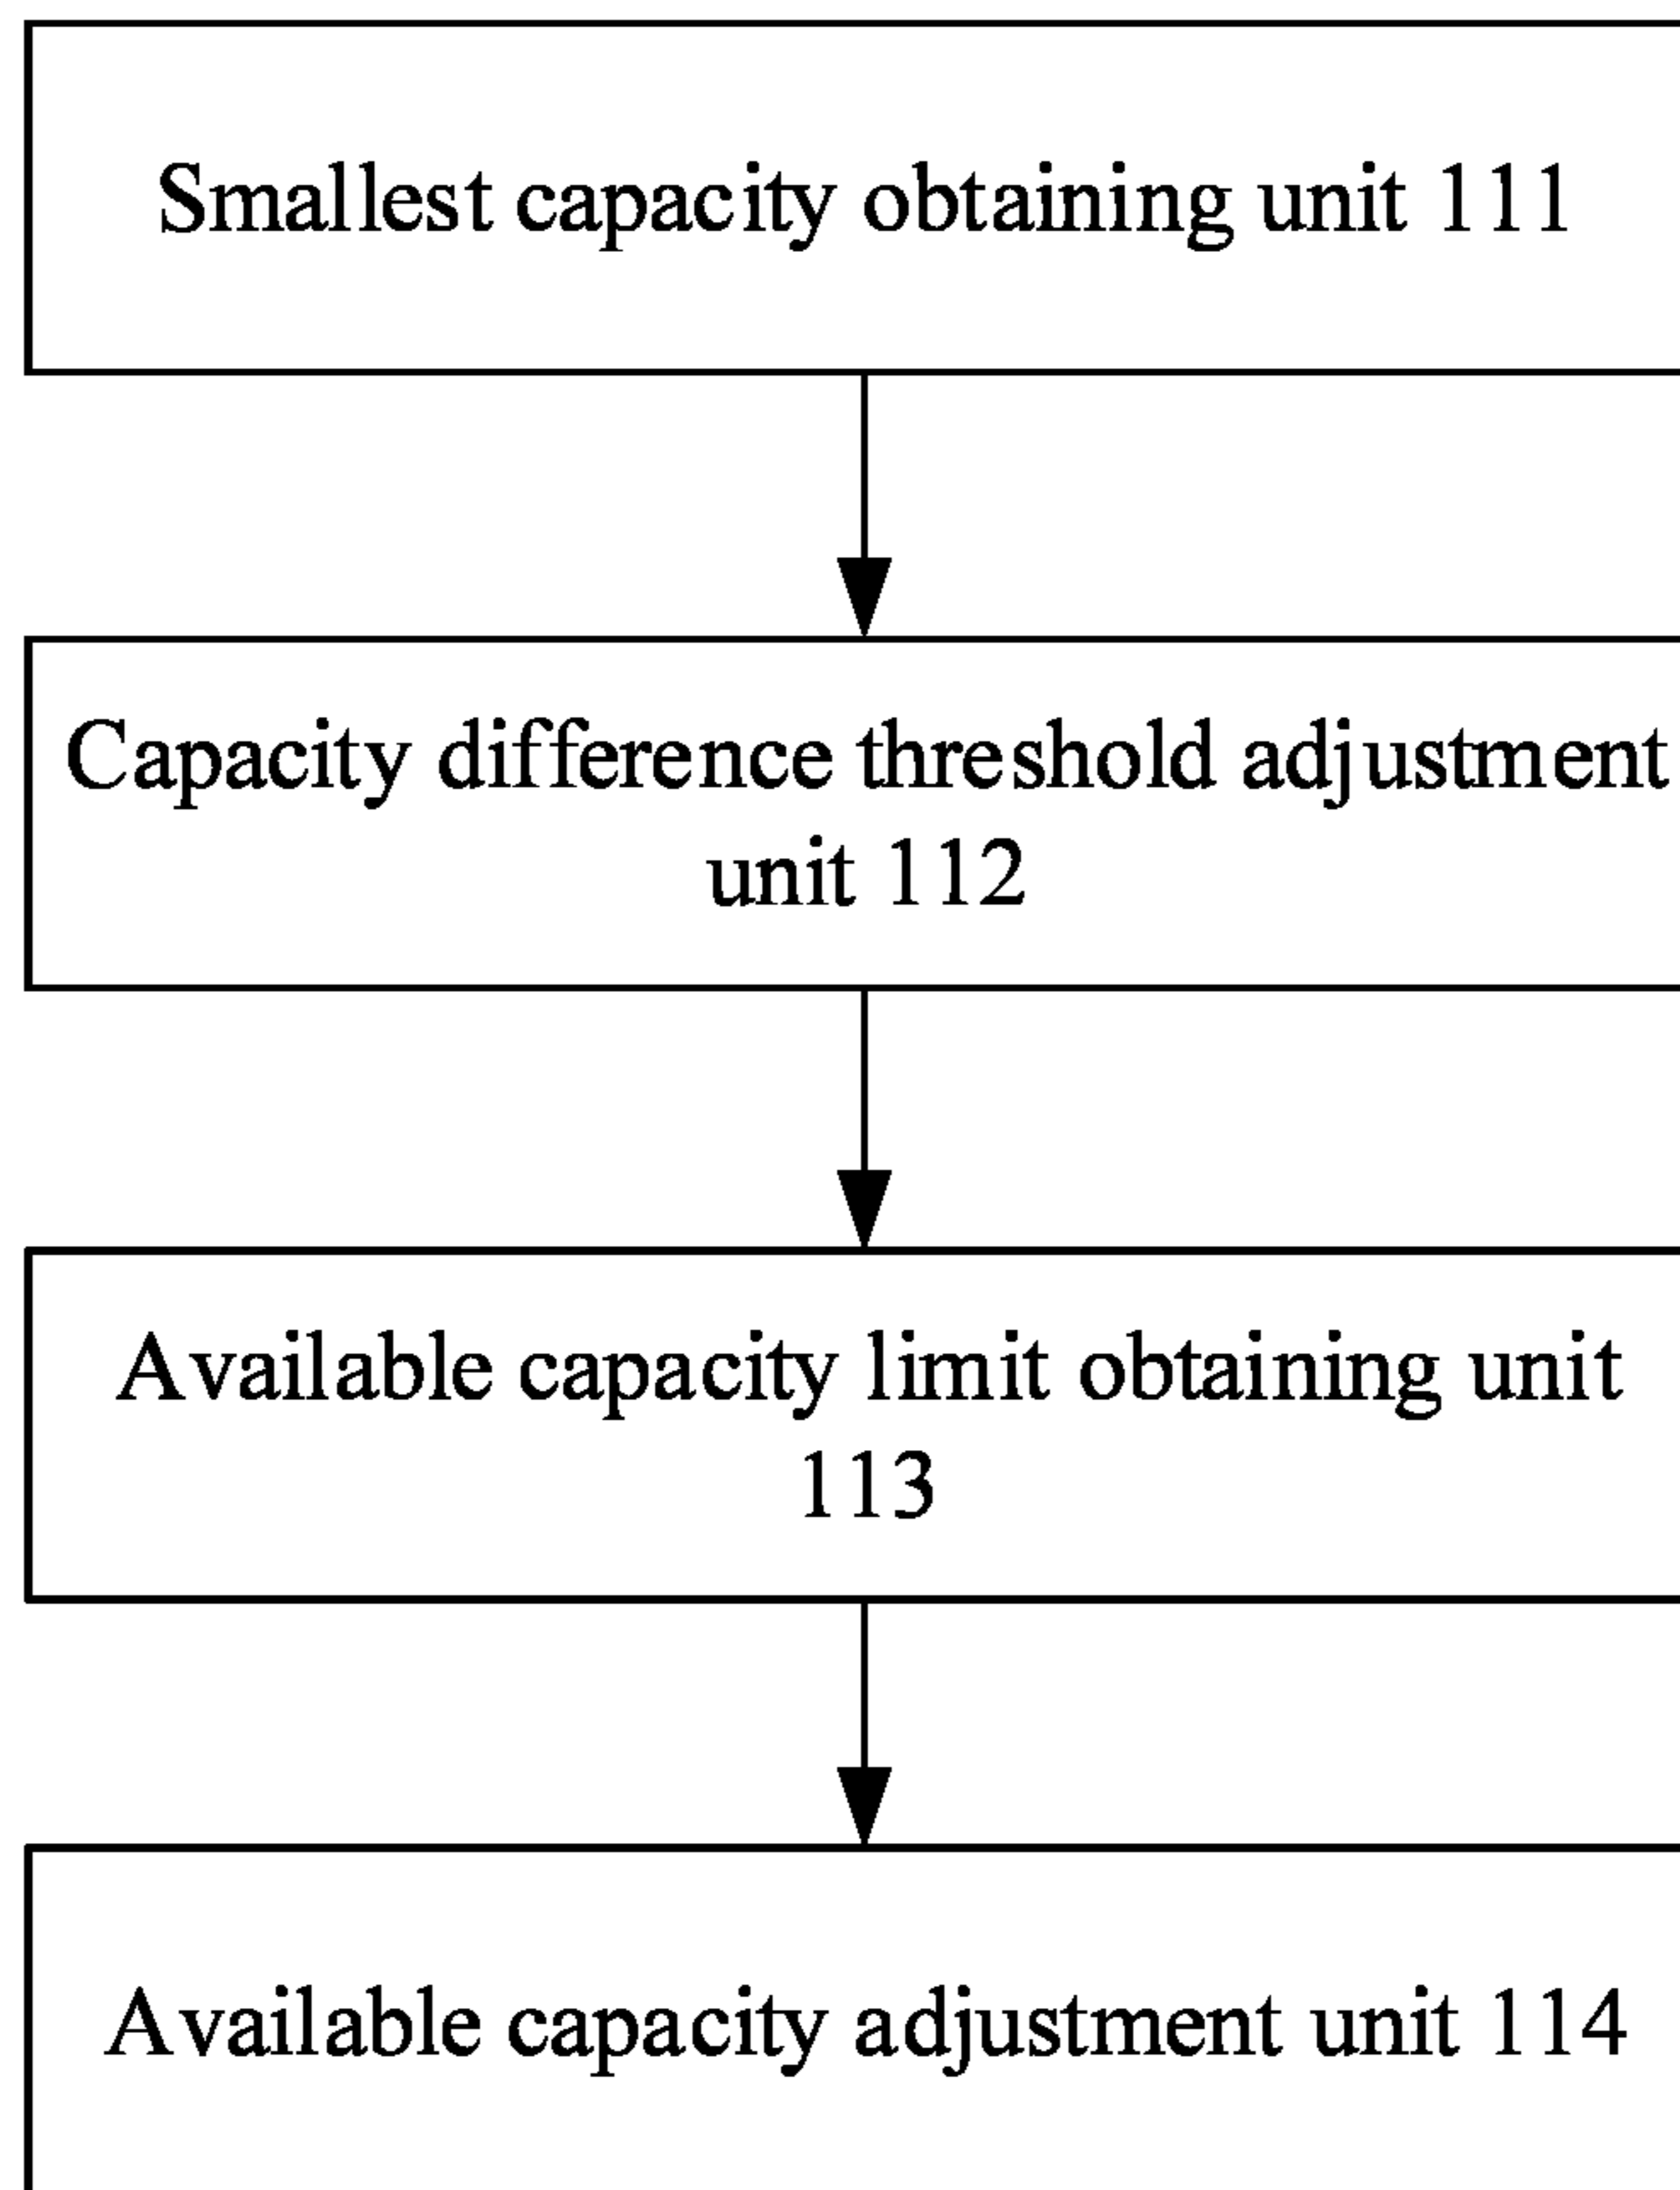 Smallest capacity obtaining unit 111
Capacity difference threshold adjustment
unit 112
Available capacity limit obtaining unit
113
Available capacity adjustment unit 114